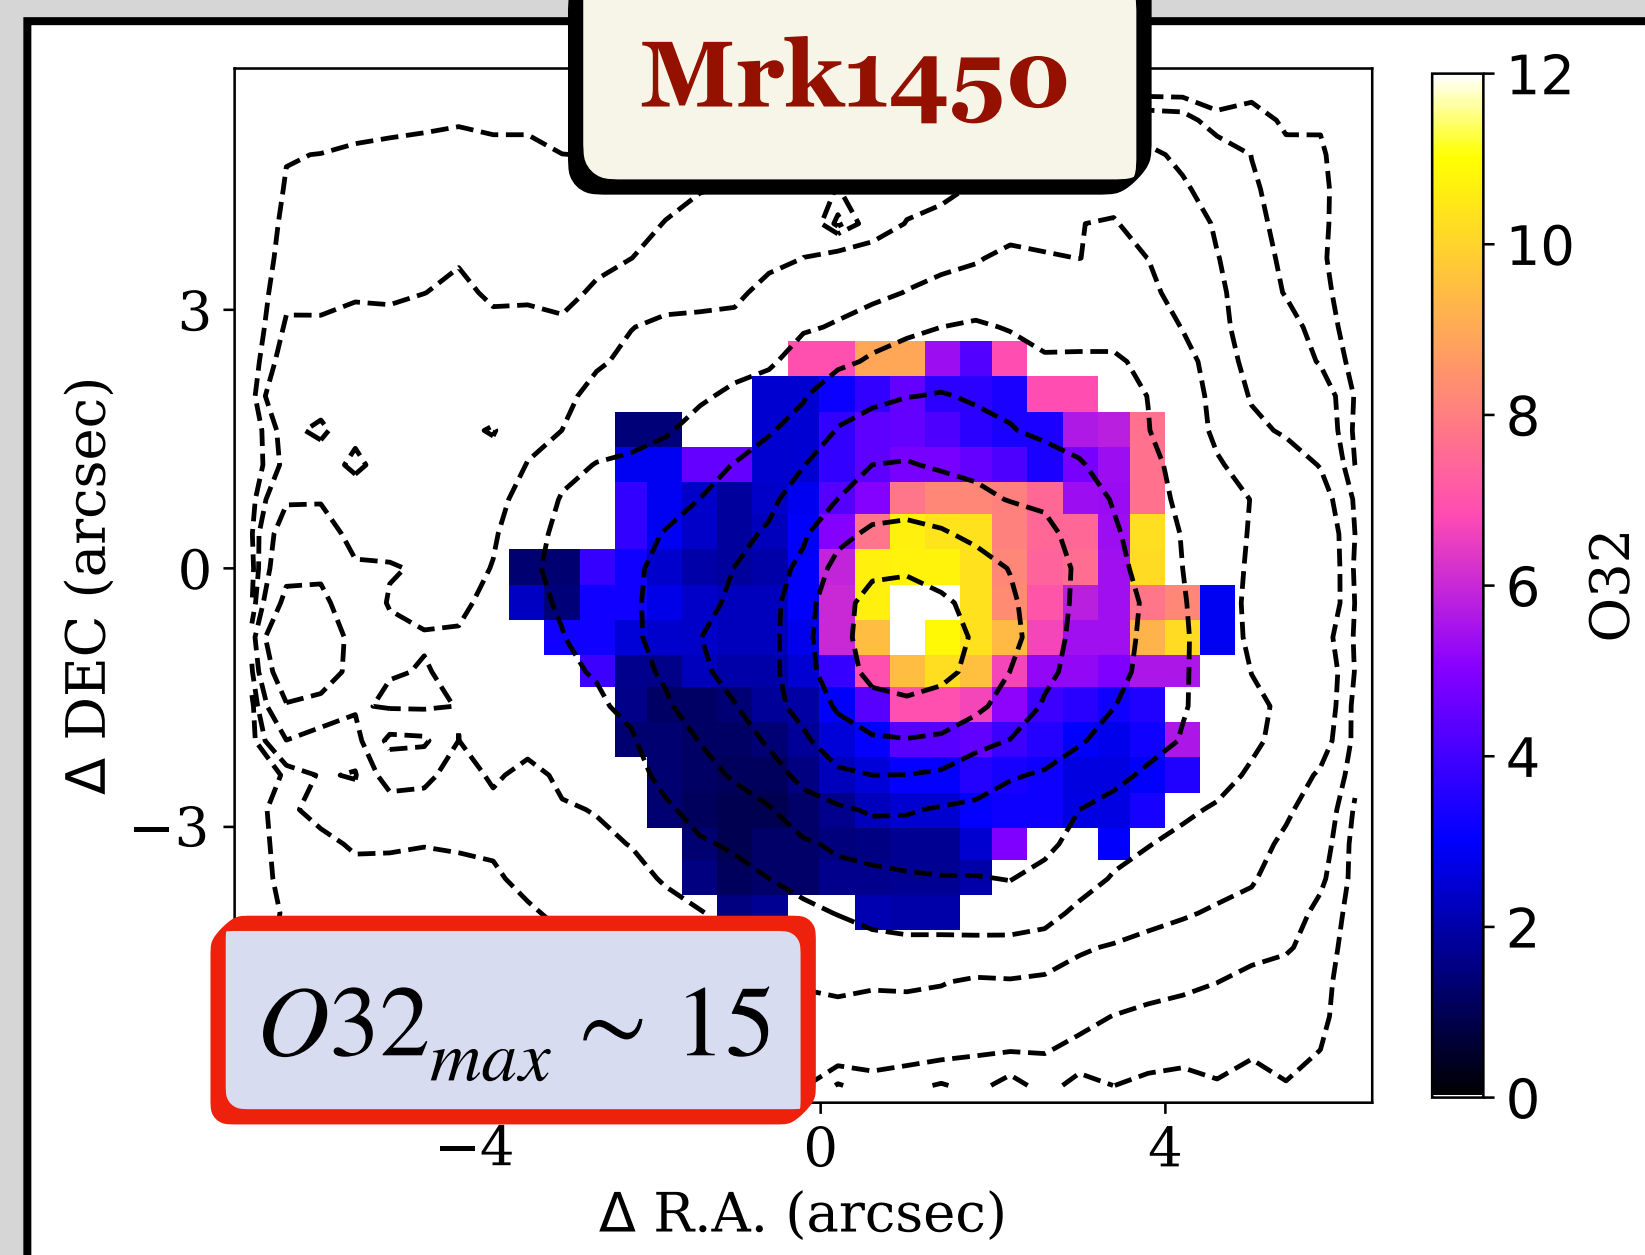 Mrk1450
12
10
8
6
4
2
0
O32
3
0
−3
Δ DEC (arcsec)
O32max ∼ 15
−4 0 4
Δ R.A. (arcsec)